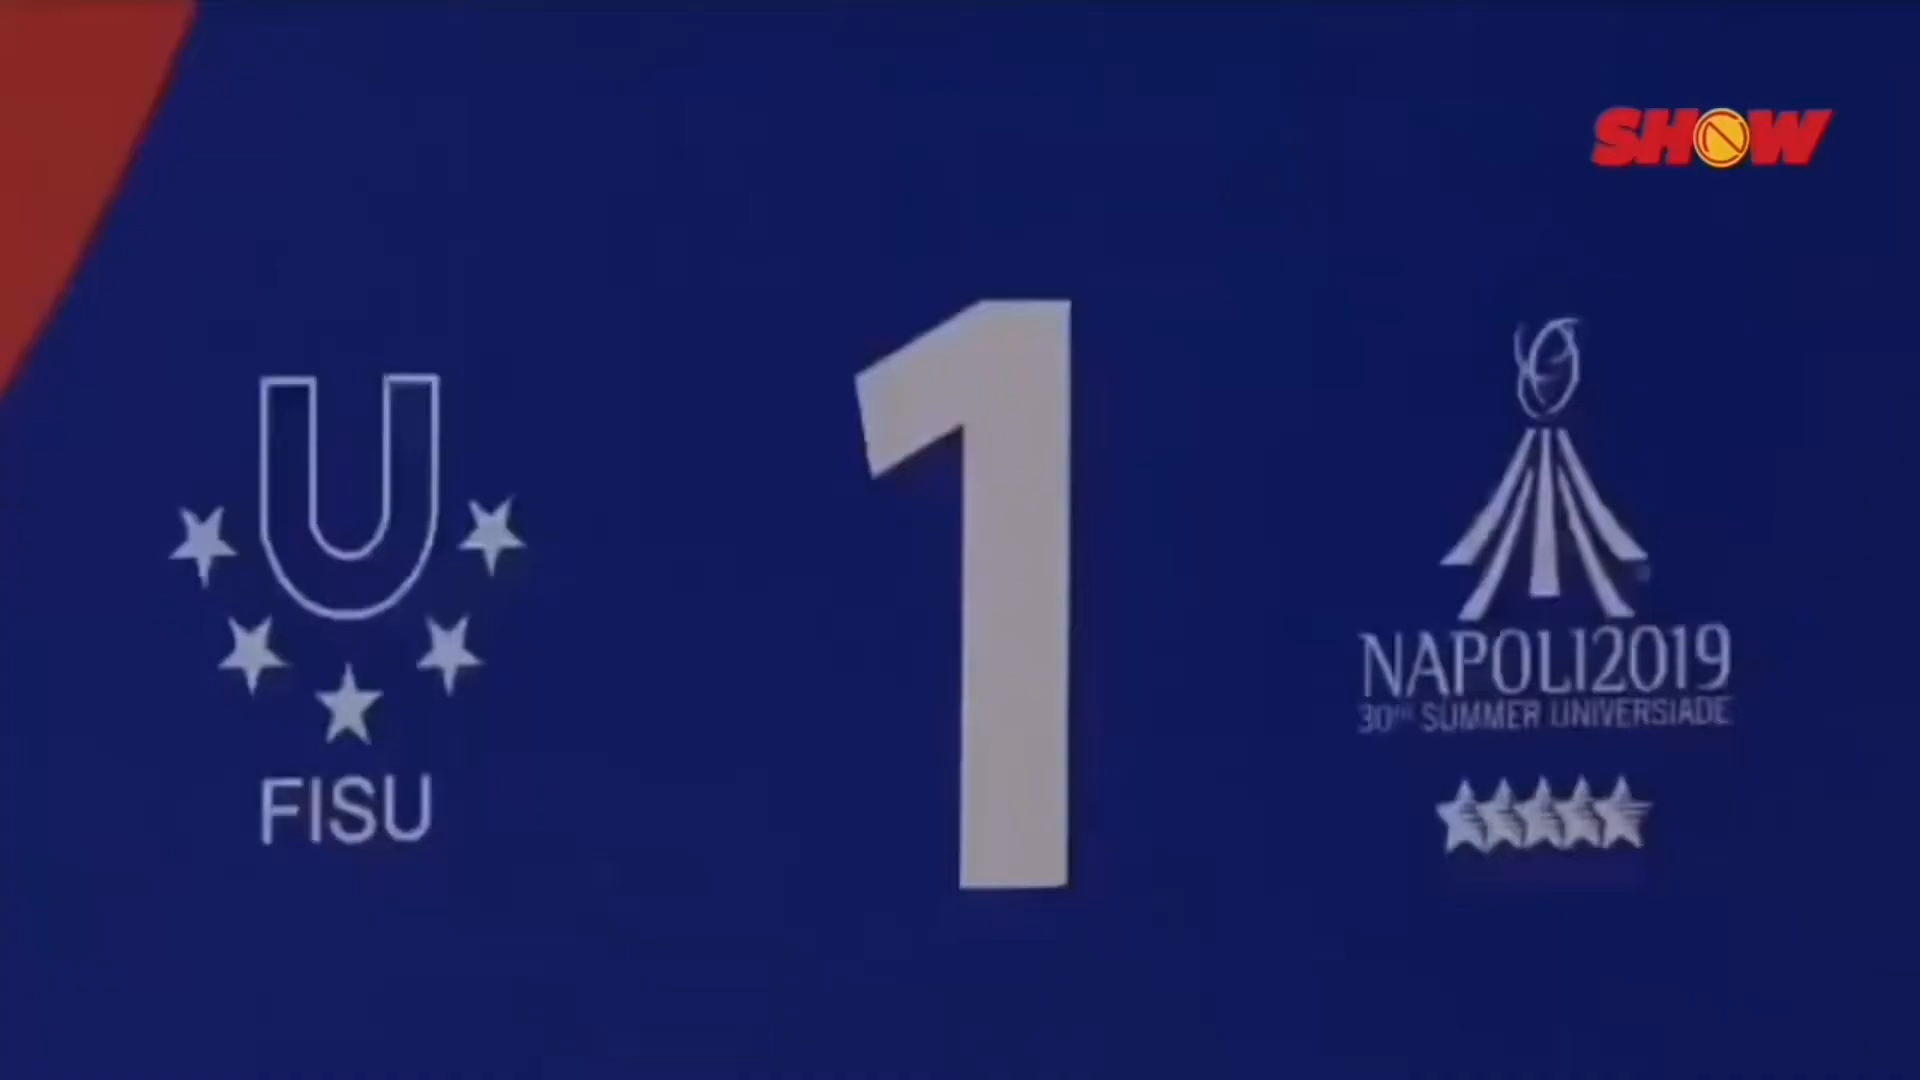 SHOW
U
1
NAPOLI2019
30TH SUMMER UNIVERSIADE
FISU